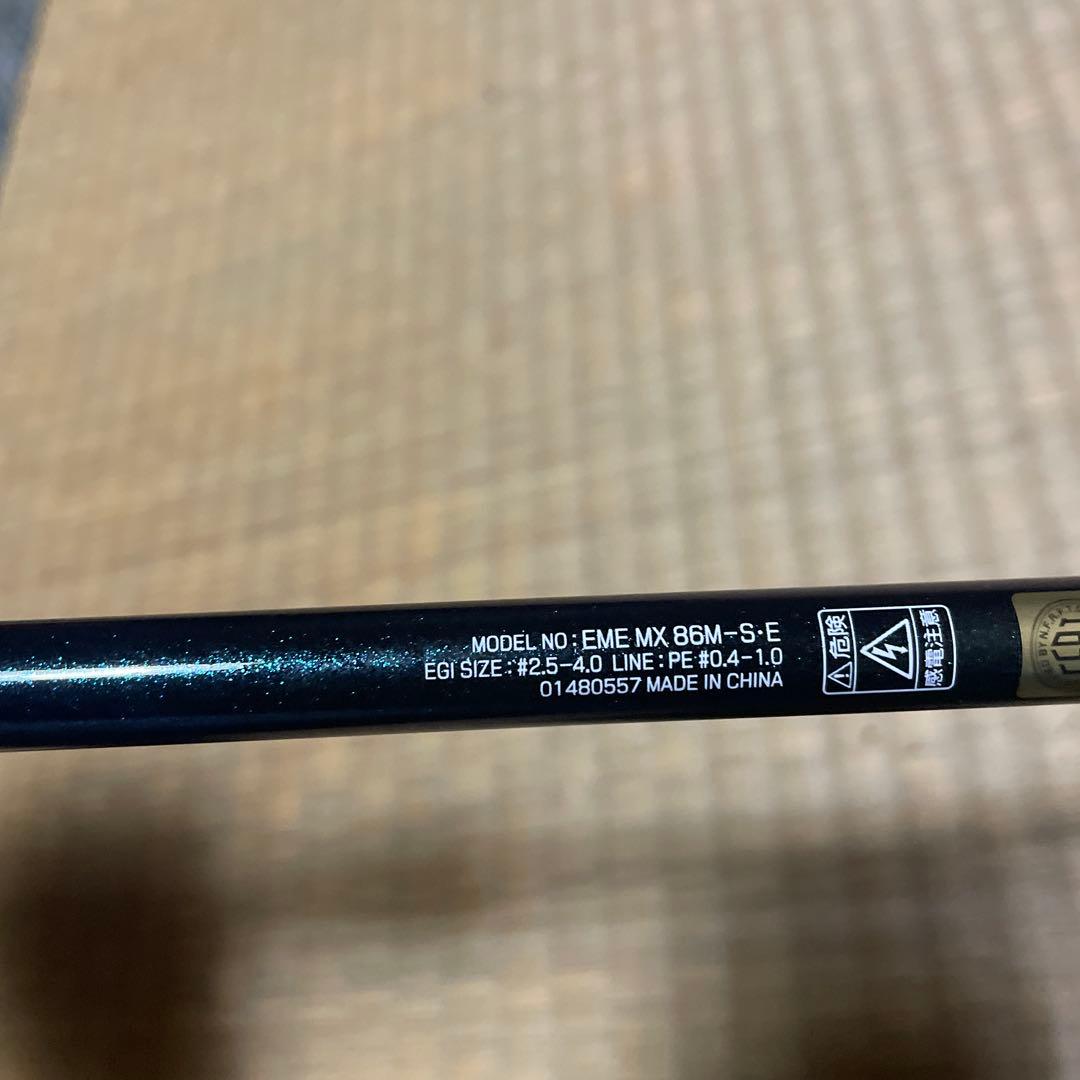 MODEL NO : EME MX 86M-S·E
EGI SIZE : #2.5-4.0 LINE : PE #0.4-1.0
01480557 MADE IN CHINA
危険
感電注意